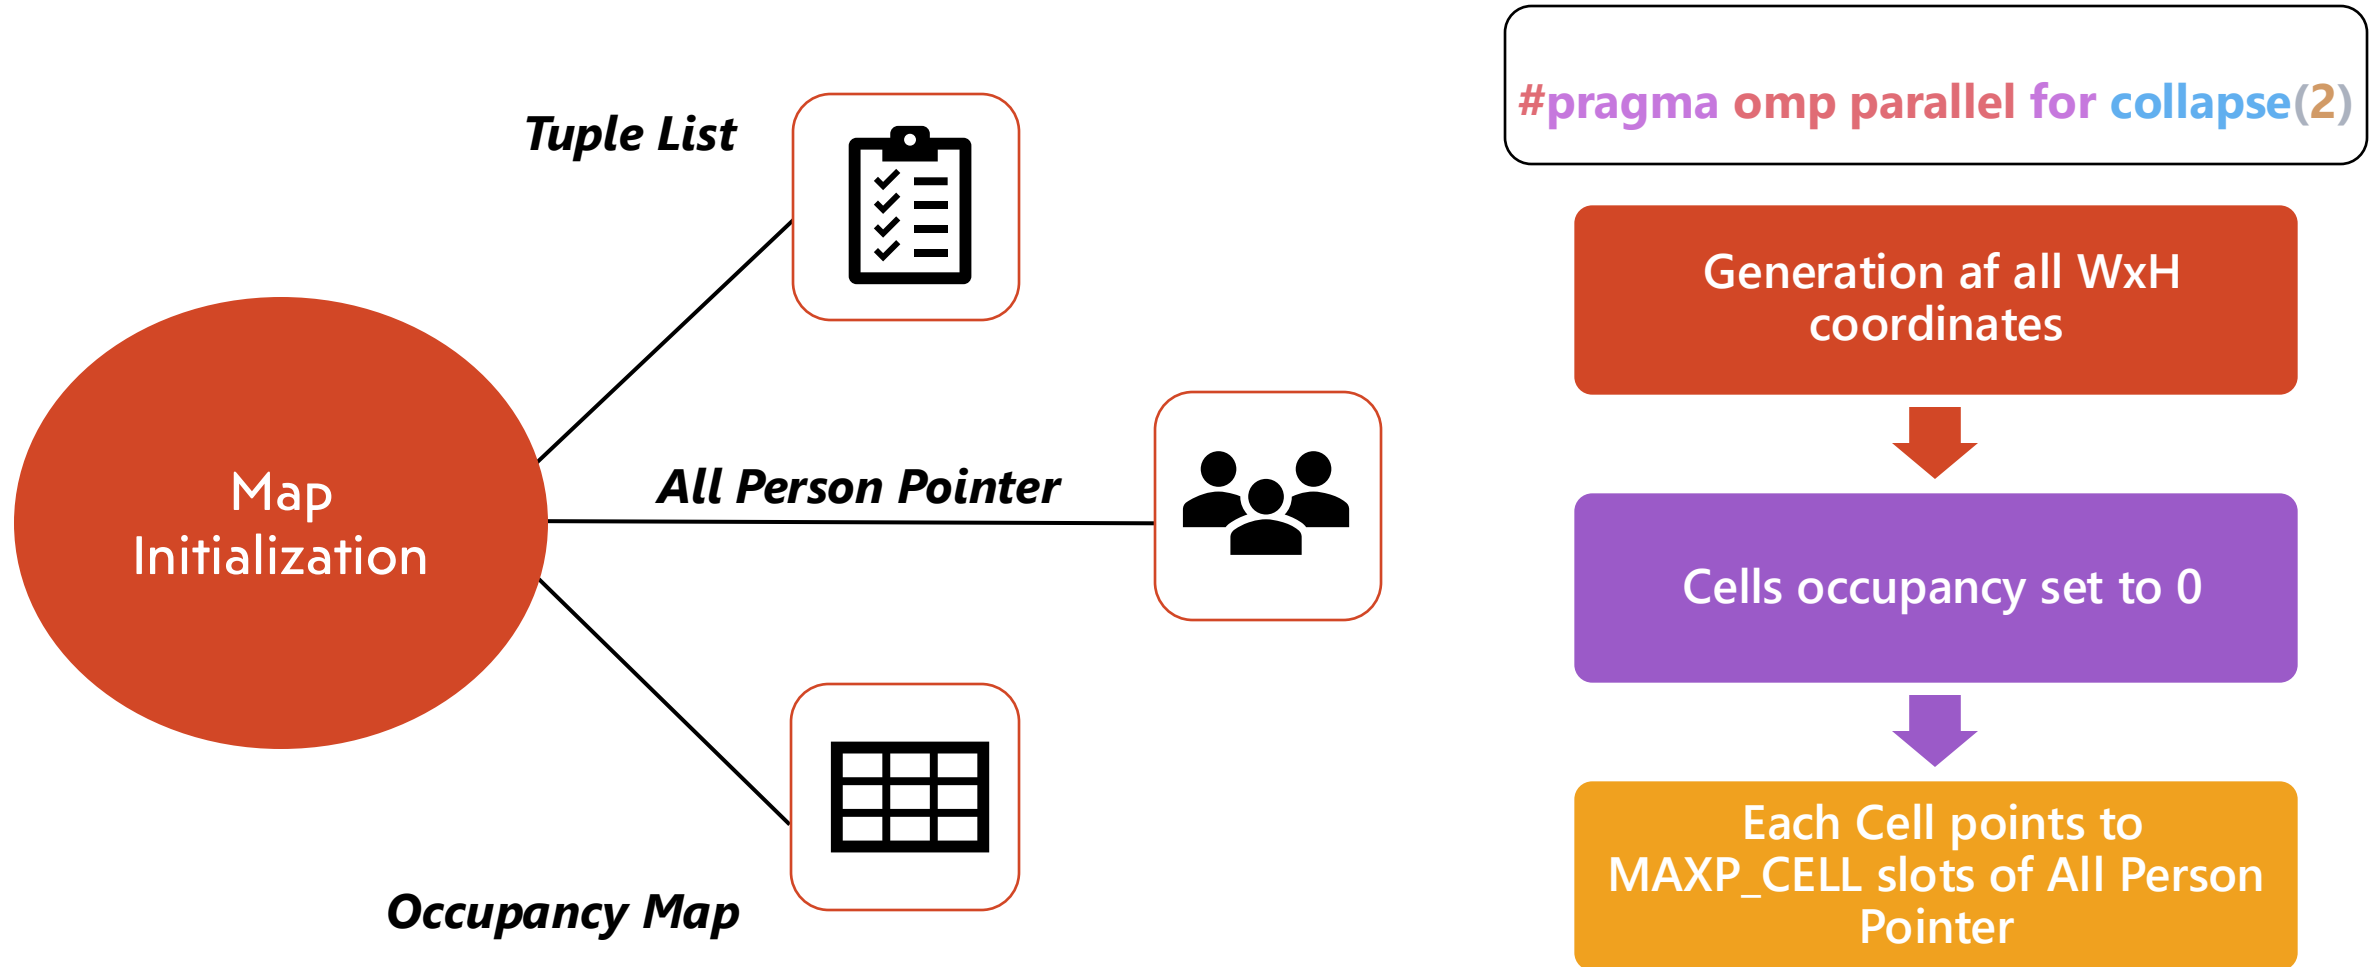 Tuple List
All Person Pointer
Map
Initialization
Occupancy Map
#pragma omp parallel for collapse(2)
Generation af all WxH
coordinates
Cells occupancy set to 0
Each Cell points to
MAXP_CELL slots of All Person
Pointer